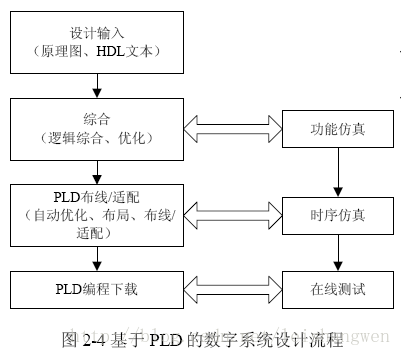 设计输入
（原理图、HDL文本）
综合
（逻辑综合、优化）
功能仿真
PLD布线/适配
（自动优化、布局、布线/
适配）
时序仿真
PLD编程下载
在线测试
图 2-4 基于 PLD 的数字系统设计流程